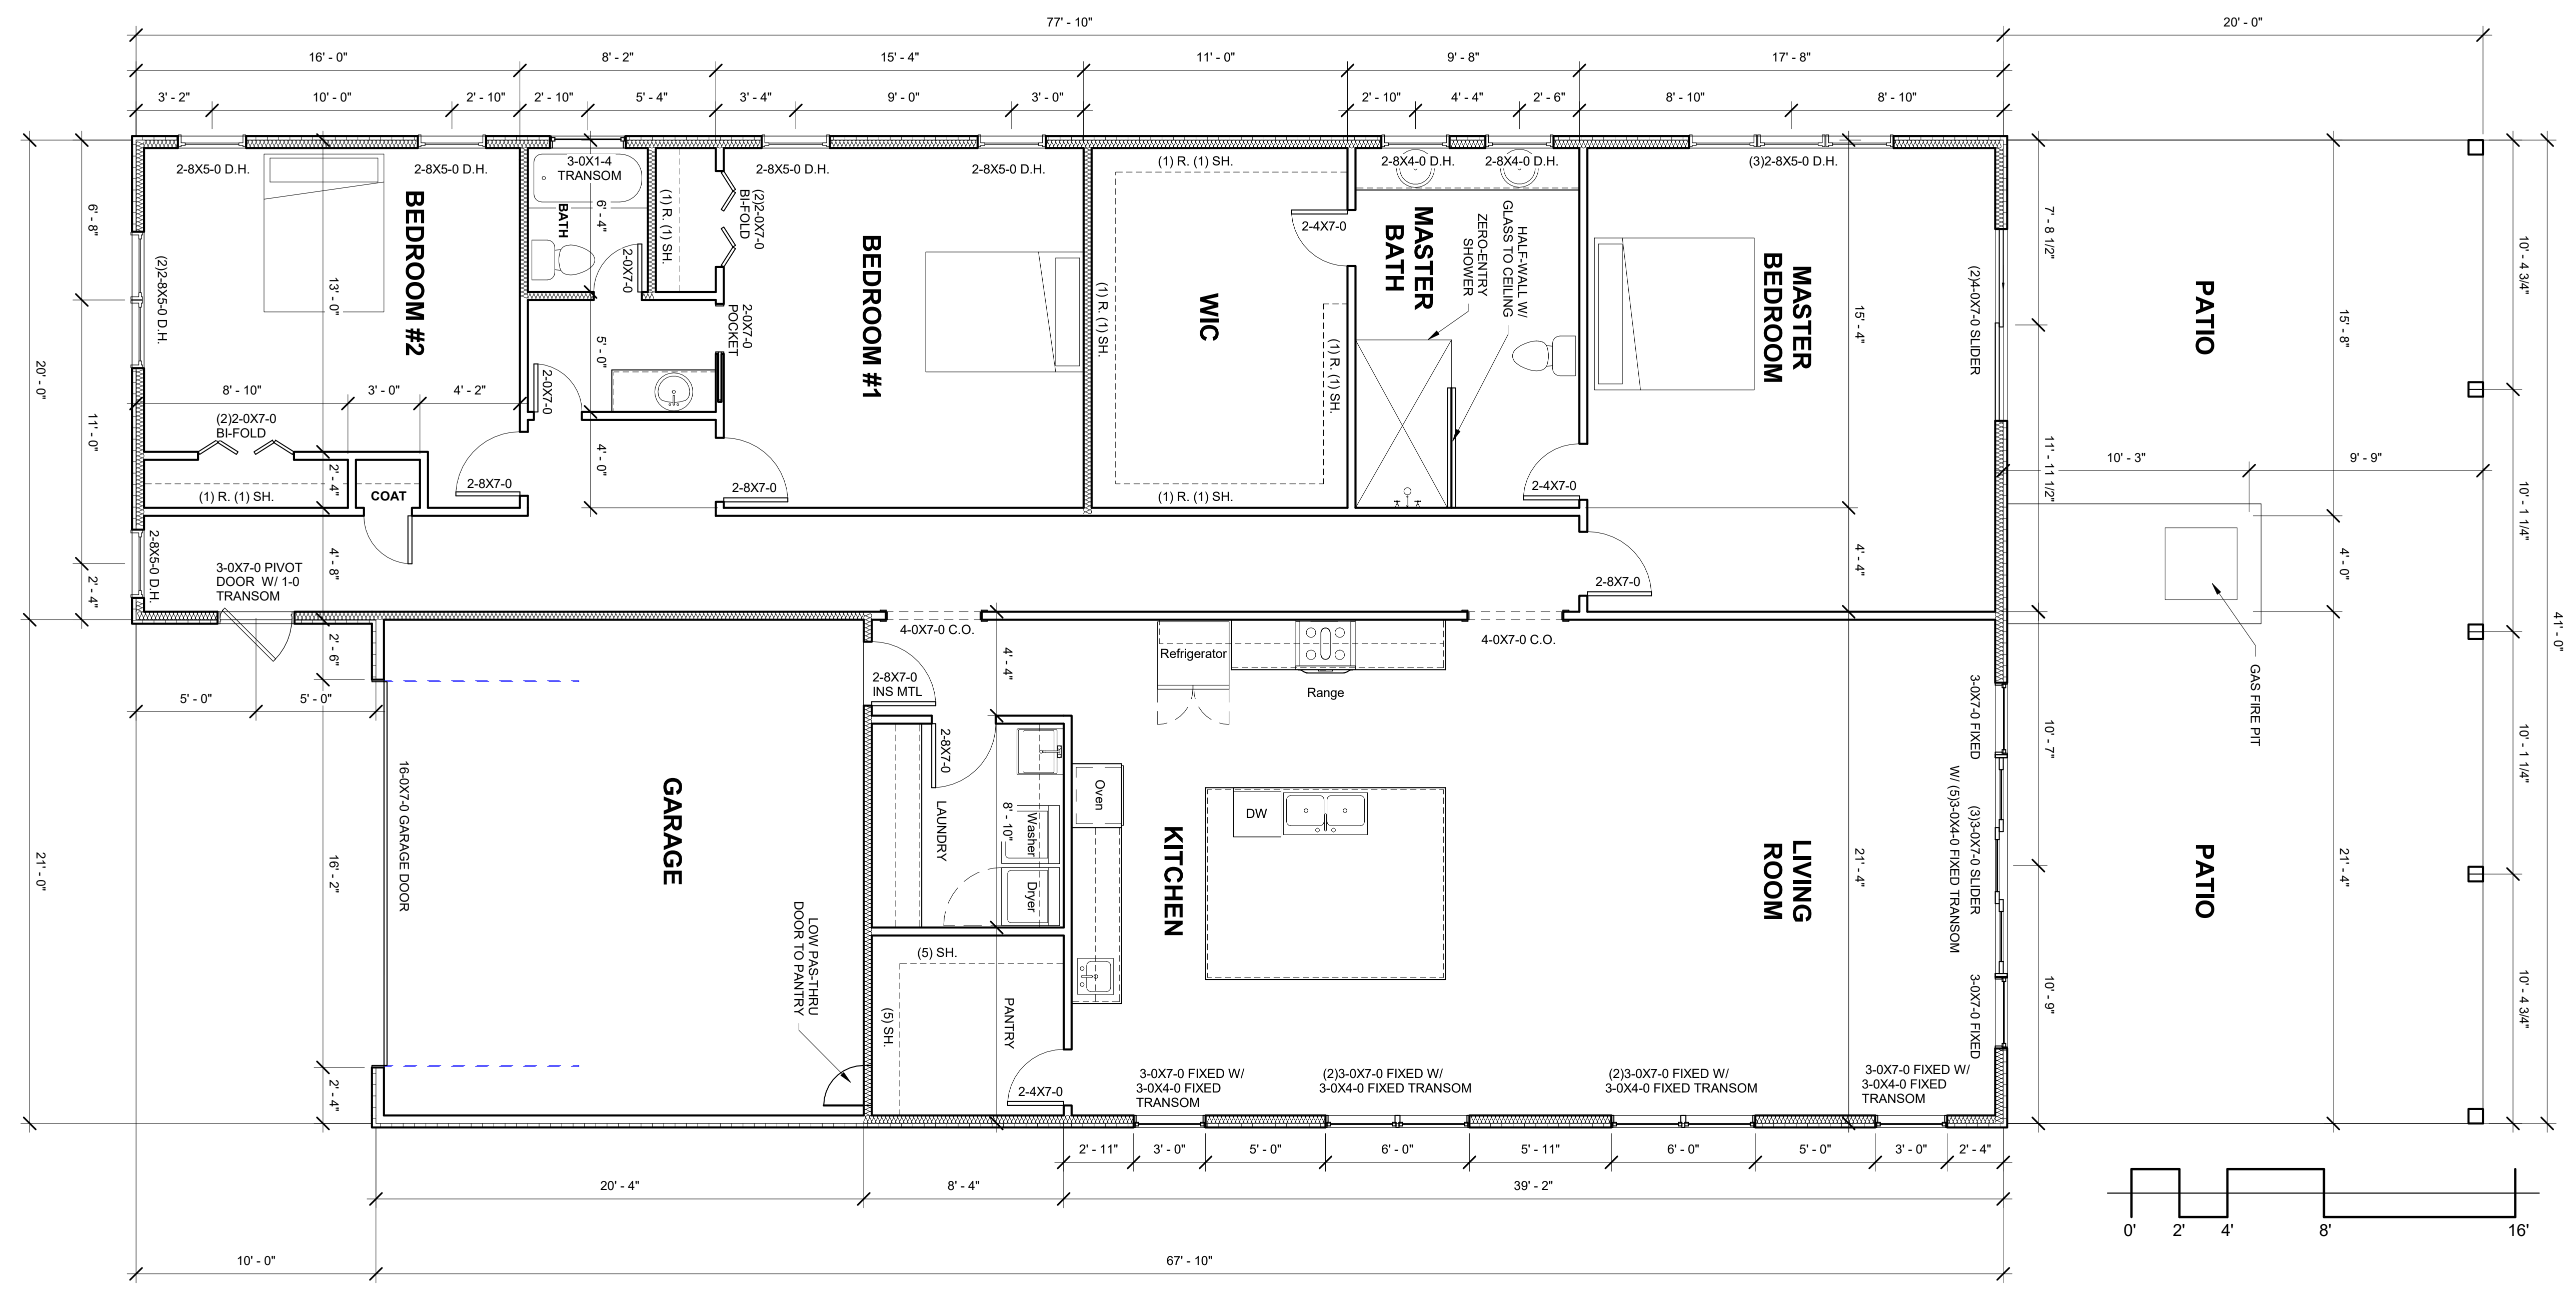 77' - 10"
20' - 0"
16' - 0"
8' - 2"
15' - 4"
11' - 0"
9' - 8"
17' - 8"
3' - 2"
10' - 0"
2' - 10"
2' - 10"
5' - 4"
3' - 4"
9' - 0"
3' - 0"
2' - 10"
4' - 4"
2' - 6"
8' - 10"
8' - 10"
2-8X5-0 D.H.
2-8X5-0 D.H.
3-0X1-4
TRANSOM
2-8X5-0 D.H.
2-8X5-0 D.H.
(1) R. (1) SH.
2-8X4-0 D.H.
2-8X4-0 D.H.
(3)2-8X5-0 D.H.
20' - 0"
21' - 0"
6' - 8"
11' - 0"
2' - 4"
(2)2-8X5-0 D.H.
2-8X5-0 D.H.
BEDROOM #2
13' - 0"
8' - 10"
3' - 0"
4' - 2"
(2)2-0X7-0
BI-FOLD
(1) R. (1) SH.
2' - 4"
COAT
2-8X7-0
BATH
6' - 4"
2-0X7-0
(1) R. (1) SH.
(2)2-0X7-0
BI-FOLD
5' - 0"
2-0X7-0
2-0X7-0
POCKET
4' - 0"
BEDROOM #1
2-8X7-0
WIC
(1) R. (1) SH.
(1) R. (1) SH.
(1) R. (1) SH.
2-4X7-0
MASTER
BATH
ZERO-ENTRY
SHOWER
HALF-WALL W/
GLASS TO CEILING
2-4X7-0
MASTER
BEDROOM
15' - 4"
4' - 4"
2-8X7-0
(2)4-0X7-0 SLIDER
7' - 8 1/2"
11' - 11 1/2"
10' - 7"
10' - 9"
PATIO
15' - 8"
4' - 0"
21' - 4"
10' - 4 3/4"
10' - 1 1/4"
10' - 1 1/4"
10' - 4 3/4"
41' - 0"
10' - 3"
9' - 9"
GAS FIRE PIT
PATIO
3-0X7-0 PIVOT
DOOR W/ 1-0
TRANSOM
4' - 8"
2' - 6"
5' - 0"
5' - 0"
16' - 2"
2' - 4"
16-0X7-0 GARAGE DOOR
GARAGE
LOW PAS-THRU
DOOR TO PANTRY
4-0X7-0 C.O.
4-0X7-0 C.O.
2-8X7-0
INS MTL
4' - 4"
2-8X7-0
LAUNDRY
8' - 10"
Washer
Dryer
(5) SH.
(5) SH.
PANTRY
2-4X7-0
Refrigerator
Range
Oven
DW
KITCHEN
LIVING
ROOM
21' - 4"
3-0X7-0 FIXED
(3)3-0X7-0 SLIDER
W/ (5)3-0X4-0 FIXED TRANSOM
3-0X7-0 FIXED
3-0X7-0 FIXED W/
3-0X4-0 FIXED
TRANSOM
(2)3-0X7-0 FIXED W/
3-0X4-0 FIXED TRANSOM
(2)3-0X7-0 FIXED W/
3-0X4-0 FIXED TRANSOM
3-0X7-0 FIXED W/
3-0X4-0 FIXED
TRANSOM
2' - 11"
3' - 0"
5' - 0"
6' - 0"
5' - 11"
6' - 0"
5' - 0"
3' - 0"
2' - 4"
20' - 4"
8' - 4"
39' - 2"
10' - 0"
67' - 10"
0'
2'
4'
8'
16'